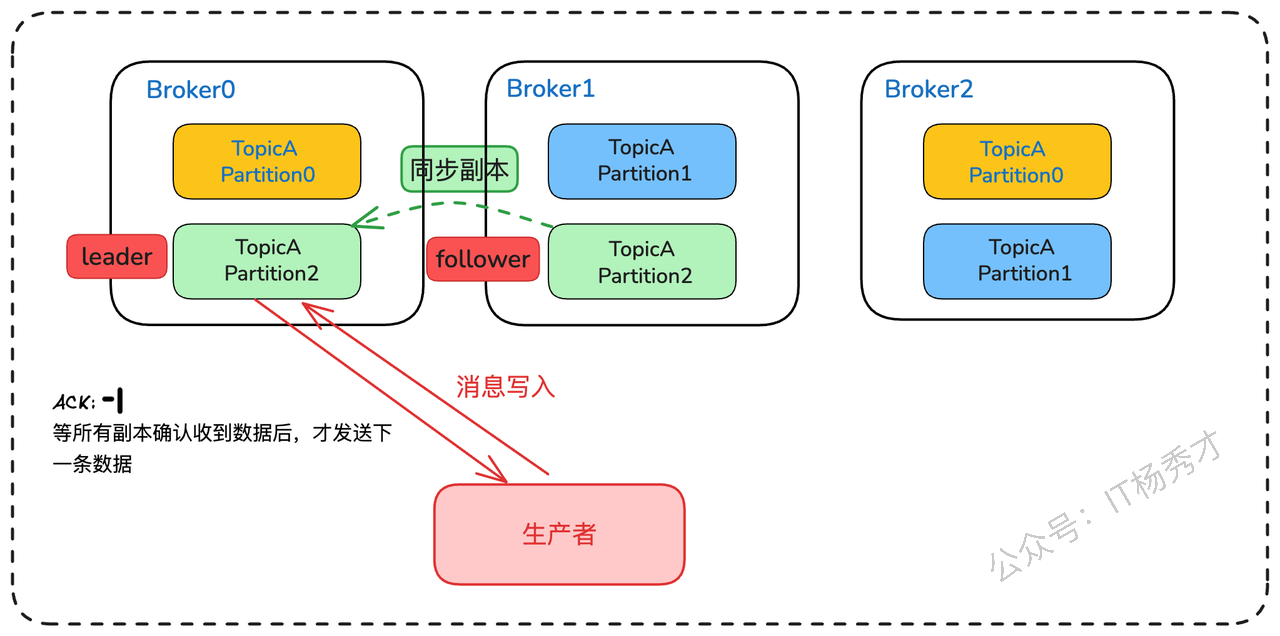 Broker0
TopicA
Partition0
leader
TopicA
Partition2
同步副本
Broker1
TopicA
Partition1
follower
TopicA
Partition2
Broker2
TopicA
Partition0
TopicA
Partition1
消息写入
ACK: -1
等所有副本确认收到数据后，才发送下
一条数据
生产者
公众号：IT杨秀才